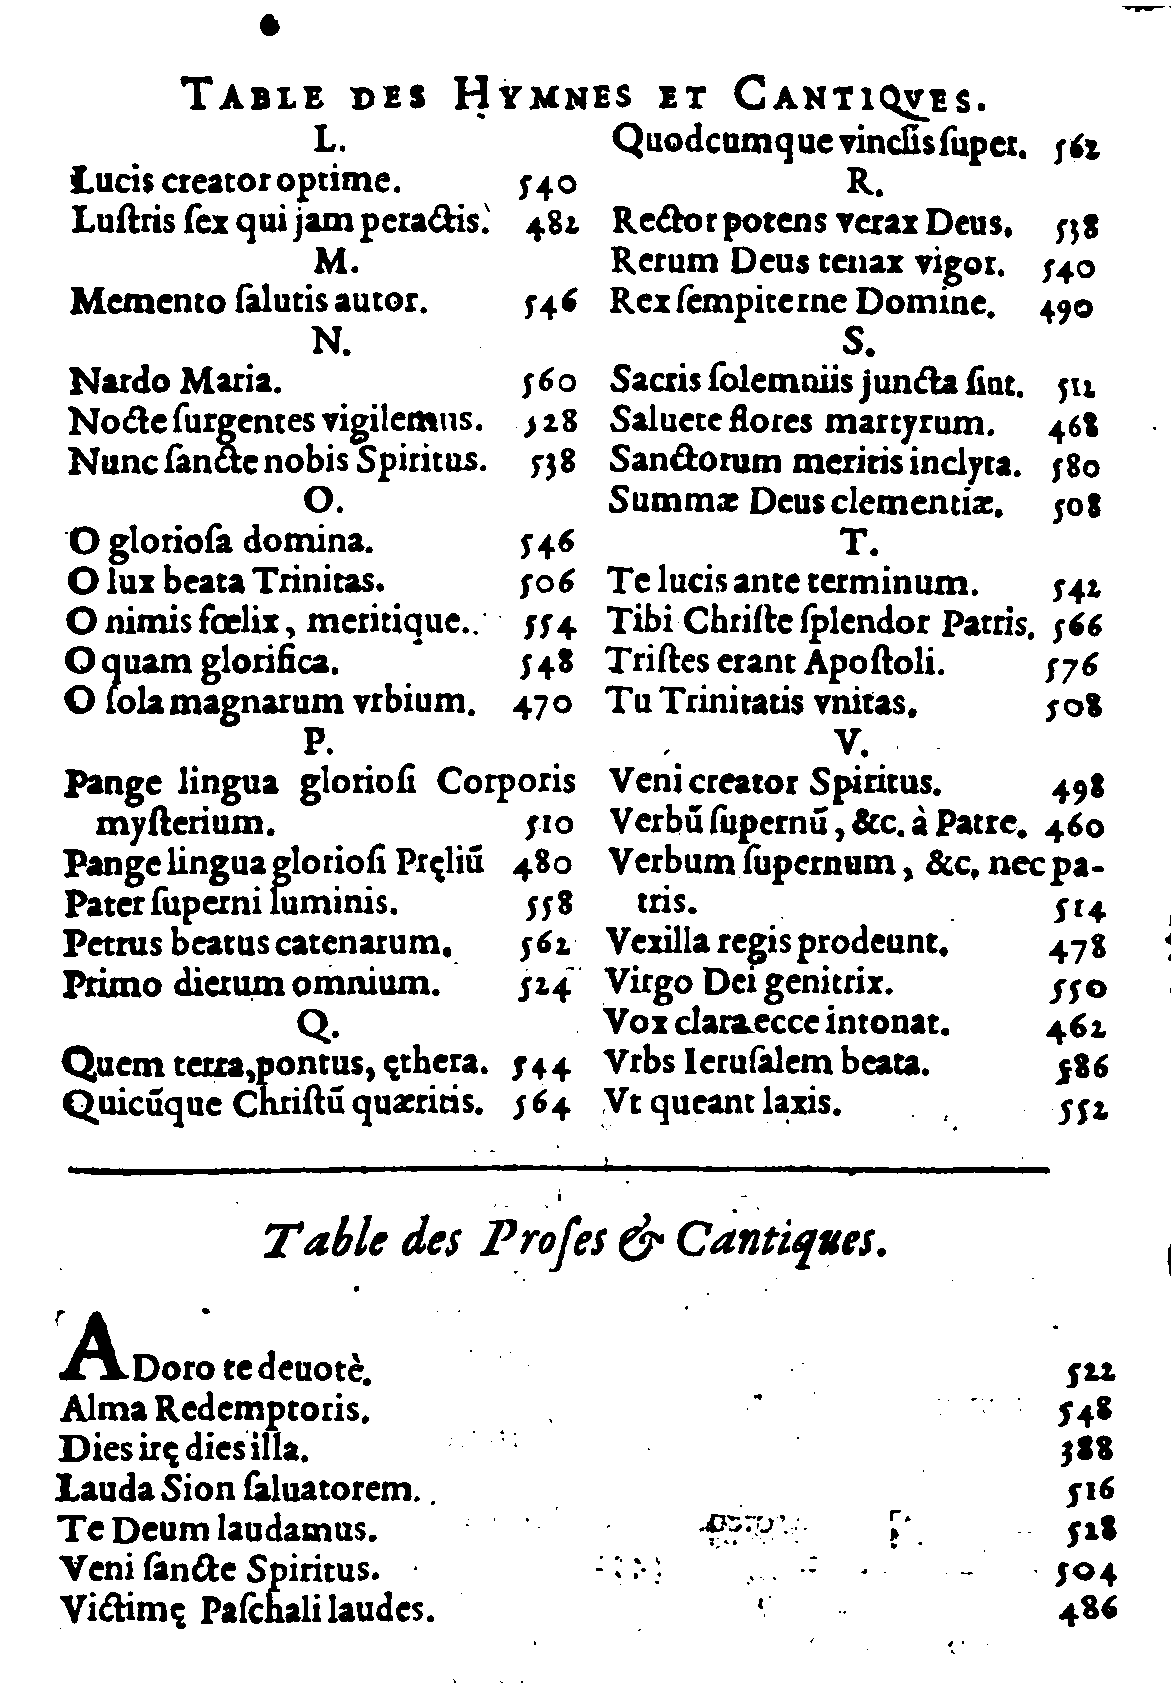 TABLE DES HYMNES ET CANTIQVES.
L.
Lucis creator optime. 540
Luſtris ſex qui jam peractis. 482
M.
Memento ſalutis autor. 546
N.
Nardo Maria. 560
Nocte ſurgentes vigilemus. 528
Nunc ſancte nobis Spiritus. 538
O.
O glorioſa domina. 546
O lux beata Trinitas. 506
O nimis fœlix, meritique. 554
O quam glorifica. 548
O ſola magnarum vrbium. 470
P.
Pange lingua glorioſi Corporis
myſterium. 510
Pange lingua glorioſi Pręliũ 480
Pater ſuperni luminis. 558
Petrus beatus catenarum. 562
Primo dierum omnium. 524
Q.
Quem terra, pontus, ęthera. 544
Quicũque Chriſtũ quæritis. 564
Quodcumque vinclis ſuper. 562
R.
Rector potens verax Deus. 538
Rerum Deus tenax vigor. 540
Rex ſempiterne Domine. 490
S.
Sacris ſolemniis juncta ſint. 512
Saluete flores martyrum. 468
Sanctorum meritis inclyta. 580
Summæ Deus clementiæ. 508
T.
Te lucis ante terminum. 542
Tibi Chriſte ſplendor Patris. 566
Triſtes erant Apoſtoli. 576
Tu Trinitatis vnitas. 508
V.
Veni creator Spiritus. 498
Verbũ ſupernũ, &c. à Patre. 460
Verbum ſupernum, &c. nec pa-
tris. 514
Vexilla regis prodeunt. 478
Virgo Dei genitrix. 550
Vox clara ecce intonat. 462
Vrbs Ieruſalem beata. 586
Vt queant laxis. 552
Table des Proſes & Cantiques.
ADoro te deuotè. 522
Alma Redemptoris. 548
Dies irę dies illa. 388
Lauda Sion ſaluatorem. 516
Te Deum laudamus. 528
Veni ſancte Spiritus. 504
Victimę Paſchali laudes. 486